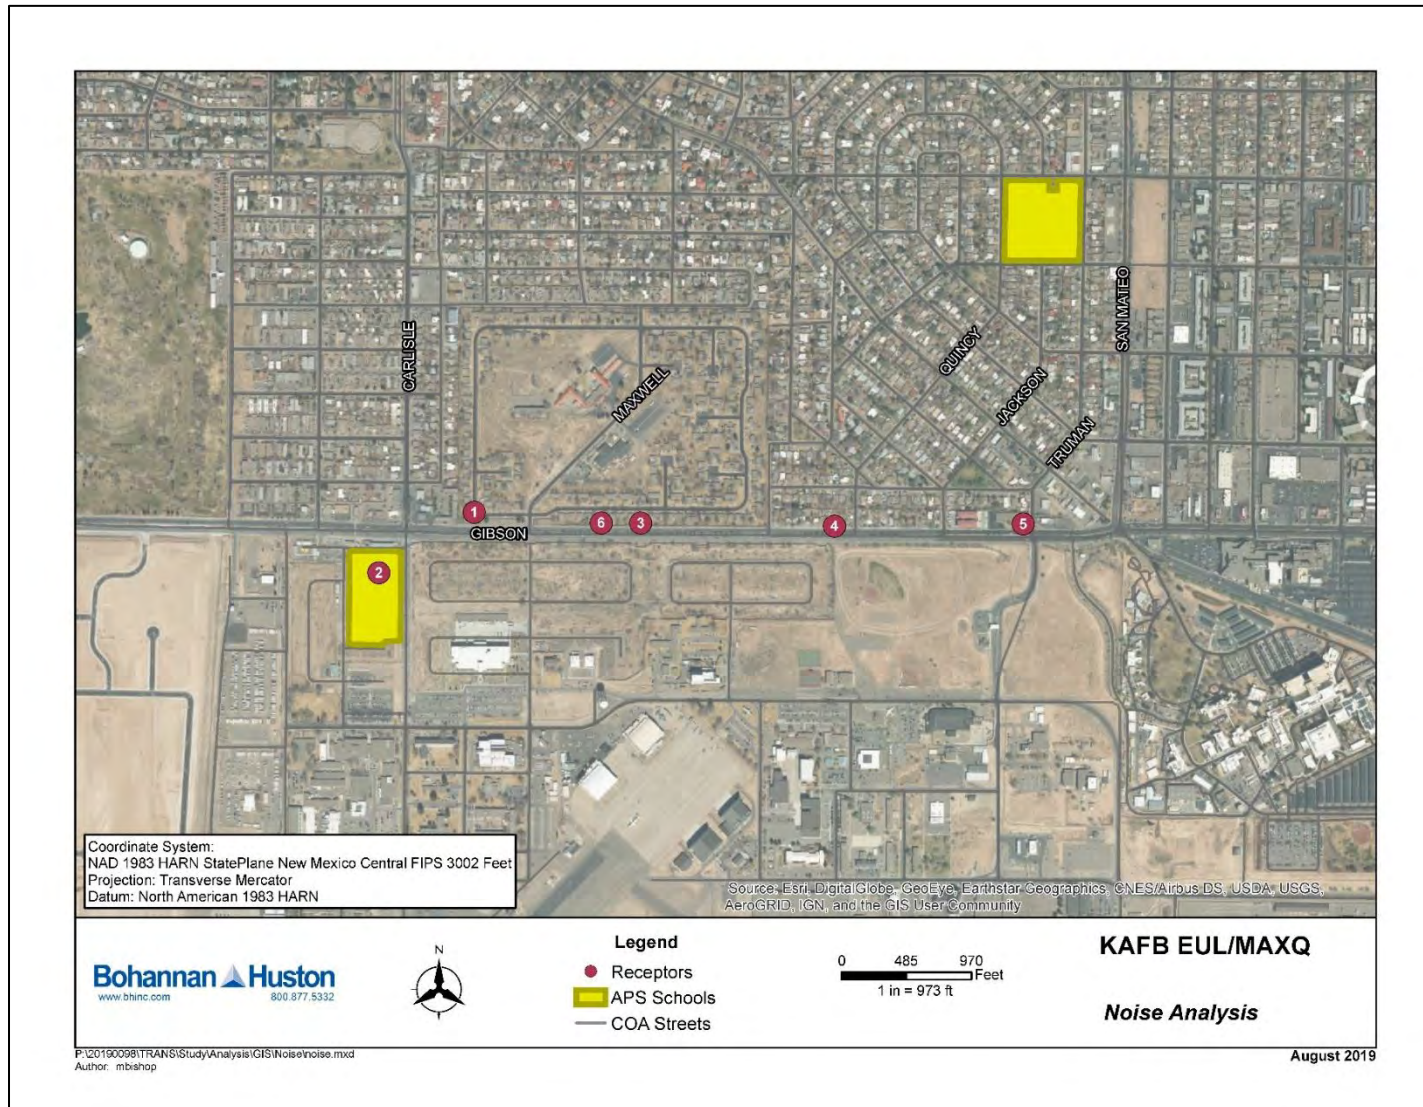 CARLISLE
MAXWELL
QUINCY
JACKSON
TRUMAN
SAN MATEO
1
GIBSON
6
3
4
5
2
Coordinate System:
NAD 1983 HARN StatePlane New Mexico Central FIPS 3002 Feet
Projection: Transverse Mercator
Datum: North American 1983 HARN
Source: Esri, DigitalGlobe, GeoEye, Earthstar Geographics, CNES/Airbus DS, USDA, USGS,
AeroGRID, IGN, and the GIS User Community
Bohannan Huston
www.bhinc.com 800.877.5332
N
Legend
Receptors
APS Schools
COA Streets
0 485 970
Feet
1 in = 973 ft
KAFB EUL/MAXQ
Noise Analysis
P:\20190098\TRANS\Study\Analysis\GIS\Noise\noise.mxd
Author: mbishop
August 2019